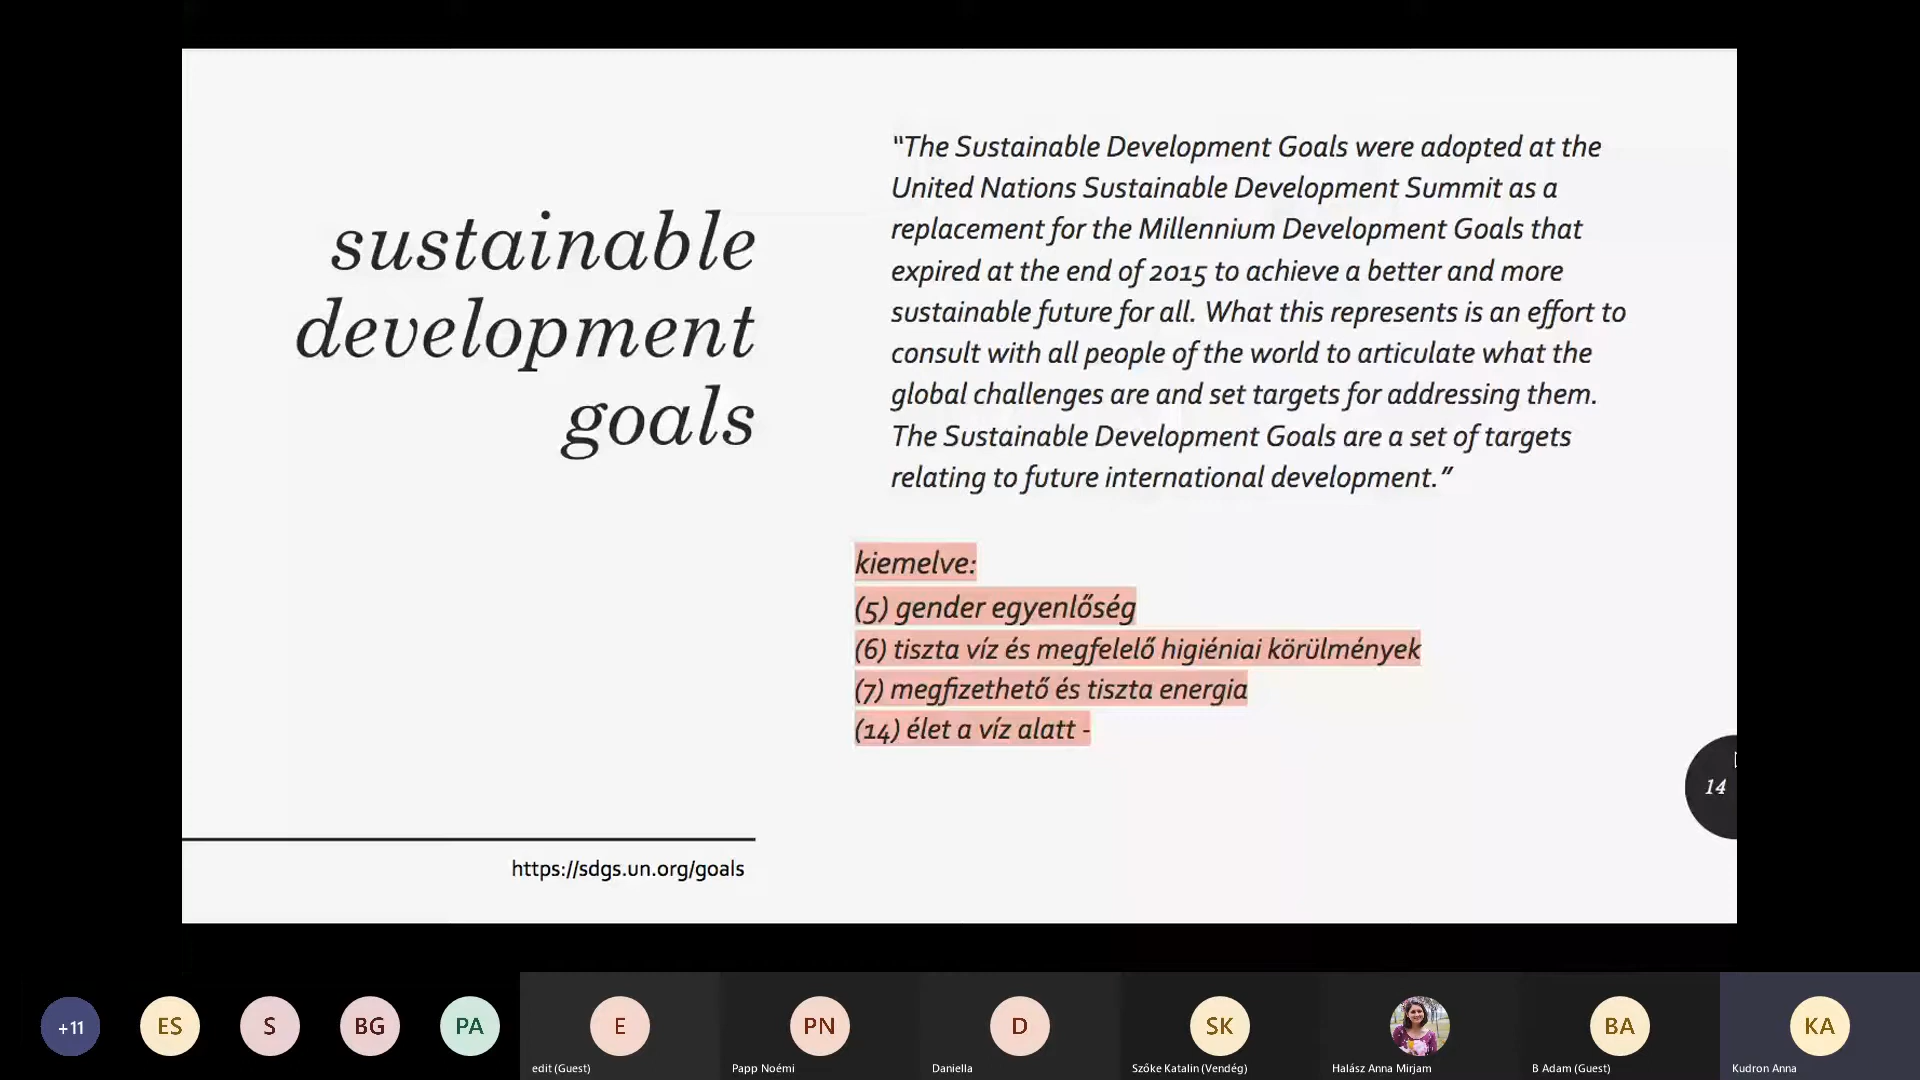 sustainable
development
goals
"The Sustainable Development Goals were adopted at the
United Nations Sustainable Development Summit as a
replacement for the Millennium Development Goals that
expired at the end of 2015 to achieve a better and more
sustainable future for all. What this represents is an effort to
consult with all people of the world to articulate what the
global challenges are and set targets for addressing them.
The Sustainable Development Goals are a set of targets
relating to future international development.”
kiemelve:
(5) gender egyenlőség
(6) tiszta víz és megfelelő higiéniai körülmények
(7) megfizethető és tiszta energia
(14) élet a víz alatt -
14
https://sdgs.un.org/goals
+11
ES
S
BG
PA
E
PN
D
SK
BA
KA
edit (Guest)
Papp Noémi
Daniella
Szőke Katalin (Vendég)
Halász Anna Mirjam
B Adam (Guest)
Kudron Anna